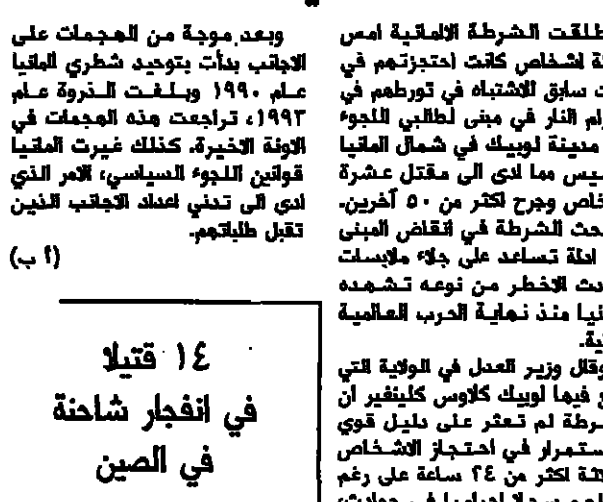 طلقت الشرطة الالمانية امس
ة اشخاص كانت احتجزتهم في
ت سابق للاشتباه في تورطهم في
رام النار في مبنى لطالبي اللجوء
مدينة لوبيك في شمال المانيا
يس مما ادى الى مقتل عشرة
خاص وجرح اكثر من ٥٠ آخرين.
حث الشرطة في انقاض المبنى
ادلة تساعد على جلاء ملابسات
دث الاخطر من نوعه تشهده
نيا منذ نهاية الحرب العالمية
ية.
وقال وزير العدل في الولاية التي
ع فيها لوبيك كلاوس كلينغير ان
شرطة لم تعثر على دليل قوي
ستمرار في احتجاز الاشخاص
لاثة اكثر من ٢٤ ساعة على رغم
وبعد موجة من الهجمات على
الاجانب بدأت بتوحيد شطري المانيا
عام ١٩٩٠ وبلغت الذروة عام
١٩٩٣، تراجعت هذه الهجمات في
الاونة الاخيرة. كذلك غيرت المانيا
قوانين اللجوء السياسي، الامر الذي
ادى الى تدني اعداد الاجانب الذين
تقبل طلباتهم.
(أ ب)
١٤ قتيلا
في انفجار شاحنة
في الصين